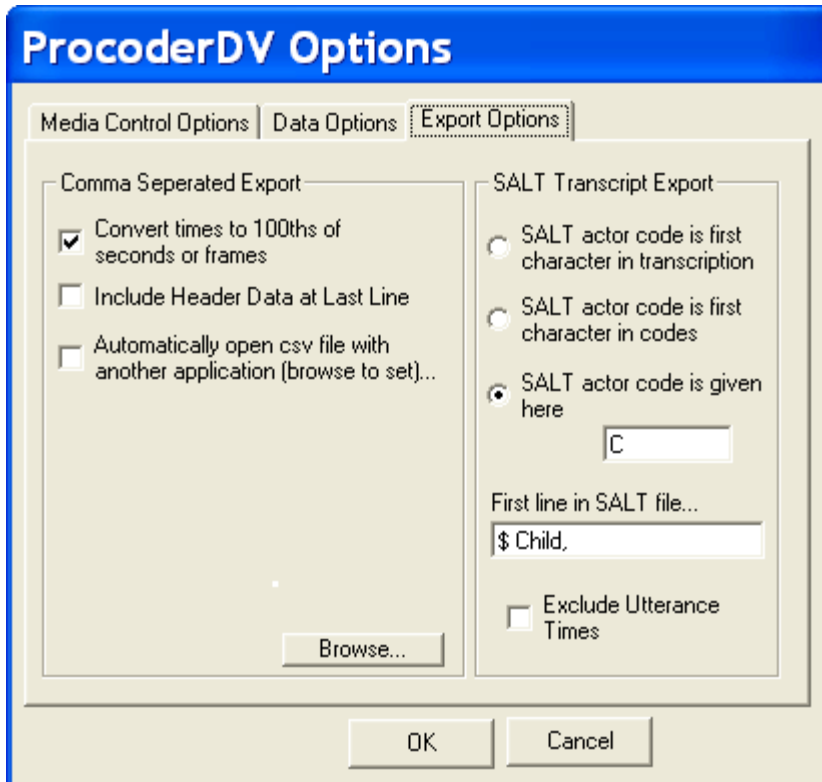 ProcoderDV Options
Media Control Options
Data Options
Export Options
Comma Seperated Export
Convert times to 100ths of
seconds or frames
Include Header Data at Last Line
Automatically open csv file with
another application (browse to set)...
Browse...
SALT Transcript Export
SALT actor code is first
character in transcription
SALT actor code is first
character in codes
SALT actor code is given
here
C
First line in SALT file...
$ Child,
Exclude Utterance
Times
OK
Cancel